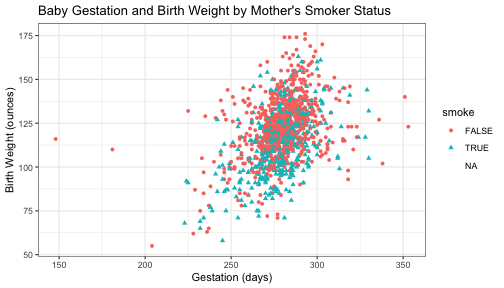 Baby Gestation and Birth Weight by Mother's Smoker Status
175
150
125
100
75
50
Birth Weight (ounces)
150 200 250 300 350
Gestation (days)
smoke
FALSE
TRUE
NA